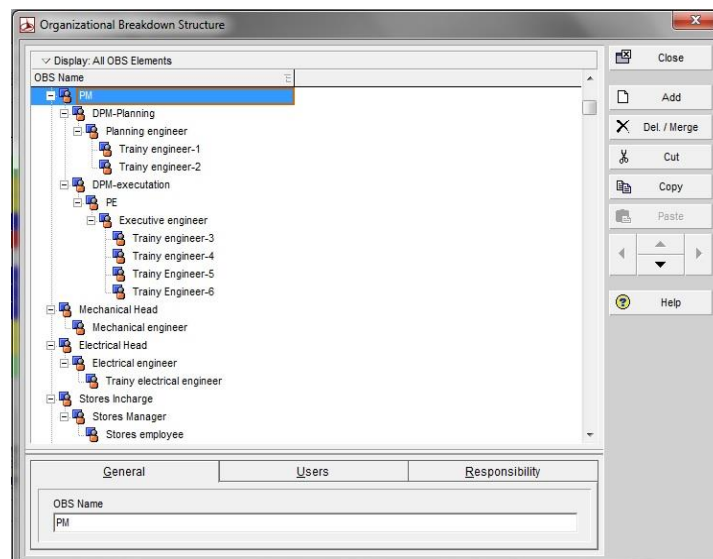 Organizational Breakdown Structure
Display: All OBS Elements
OBS Name
PM
DPM-Planning
Planning engineer
Trainy engineer-1
Trainy engineer-2
DPM-executation
PE
Executive engineer
Trainy engineer-3
Trainy engineer-4
Trainy Engineer-5
Trainy Engineer-6
Mechanical Head
Mechanical engineer
Electrical Head
Electrical engineer
Trainy electrical engineer
Stores Incharge
Stores Manager
Stores employee
General Users Responsibility
OBS Name
PM
Close
Add
Del. / Merge
Cut
Copy
Paste
Help